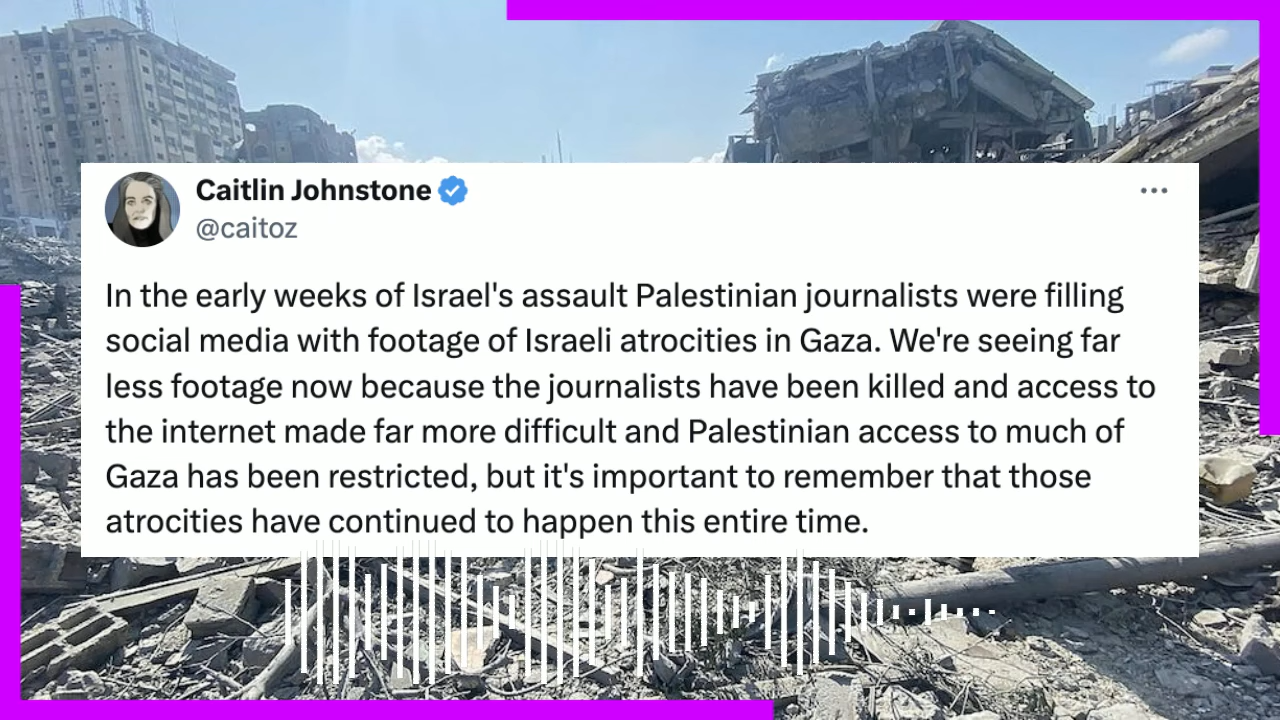 Caitlin Johnstone
@caitoz
In the early weeks of Israel's assault Palestinian journalists were filling
social media with footage of Israeli atrocities in Gaza. We're seeing far
less footage now because the journalists have been killed and access to
the internet made far more difficult and Palestinian access to much of
Gaza has been restricted, but it's important to remember that those
atrocities have continued to happen this entire time.